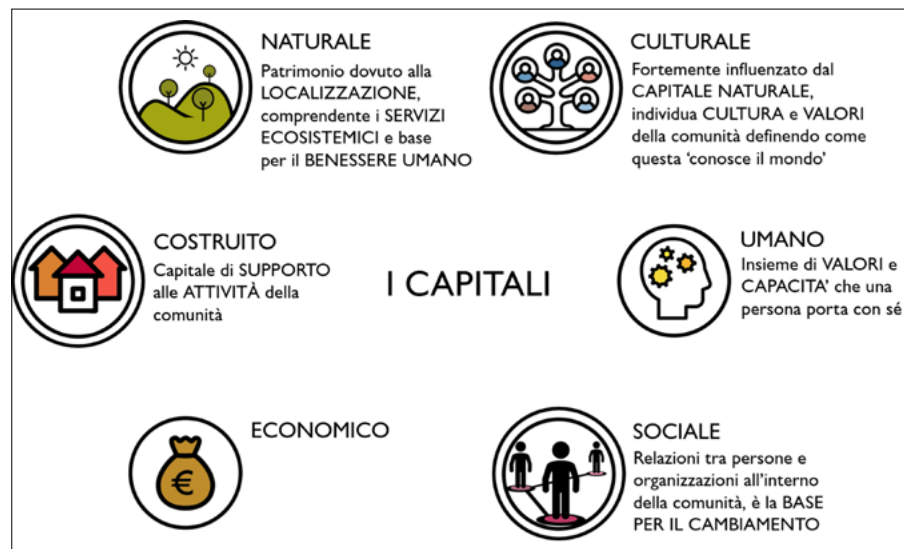 NATURALE
Patrimonio dovuto alla
LOCALIZZAZIONE,
comprendente i SERVIZI
ECOSISTEMICI e base
per il BENESSERE UMANO
CULTURALE
Fortemente influenzato dal
CAPITALE NATURALE,
individua CULTURA e VALORI
della comunità definendo come
questa ‘conosce il mondo’
COSTRUITO
Capitale di SUPPORTO
alle ATTIVITÀ della
comunità
I CAPITALI
UMANO
Insieme di VALORI e
CAPACITA’ che una
persona porta con sé
ECONOMICO
€
SOCIALE
Relazioni tra persone e
organizzazioni all’interno
della comunità, è la BASE
PER IL CAMBIAMENTO